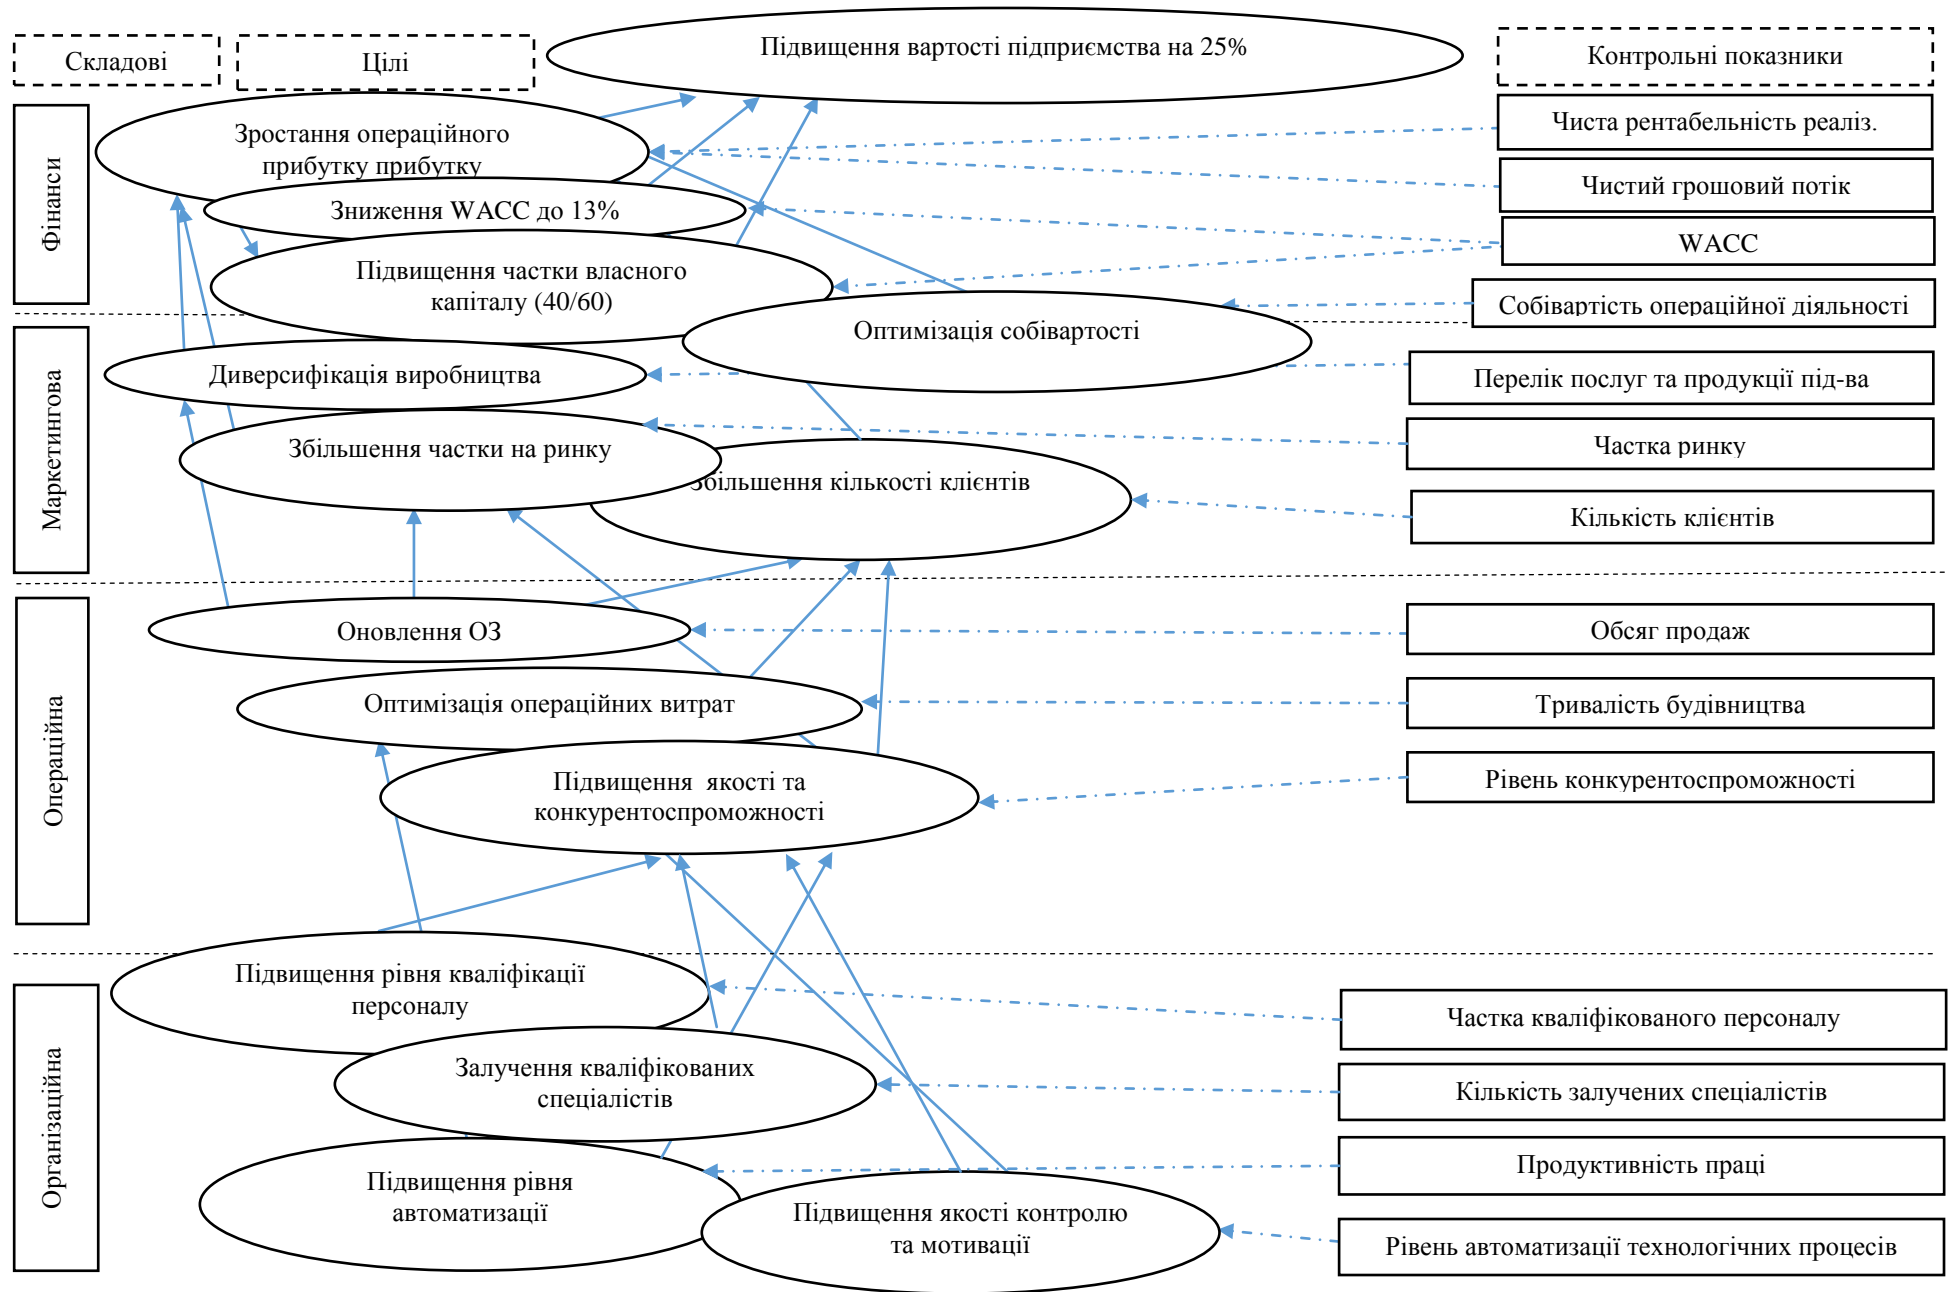 Підвищення вартості підприємства на 25%
Складові
Цілі
Контрольні показники
Фінанси
Зростання операційного
прибутку прибутку
Зниження WACC до 13%
Підвищення частки власного
капіталу (40/60)
Оптимізація собівартості
Чиста рентабельність реаліз.
Чистий грошовий потік
WACC
Собівартість операційної діяльності
Маркетингова
Диверсифікація виробництва
Збільшення частки на ринку
Збільшення кількості клієнтів
Перелік послуг та продукції під-ва
Частка ринку
Кількість клієнтів
Операційна
Оновлення ОЗ
Оптимізація операційних витрат
Підвищення якості та
конкурентоспроможності
Обсяг продаж
Тривалість будівництва
Рівень конкурентоспроможності
Організаційна
Підвищення рівня кваліфікації
персоналу
Залучення кваліфікованих
спеціалістів
Підвищення рівня
автоматизації
Підвищення якості контролю
та мотивації
Частка кваліфікованого персоналу
Кількість залучених спеціалістів
Продуктивність праці
Рівень автоматизації технологічних процесів